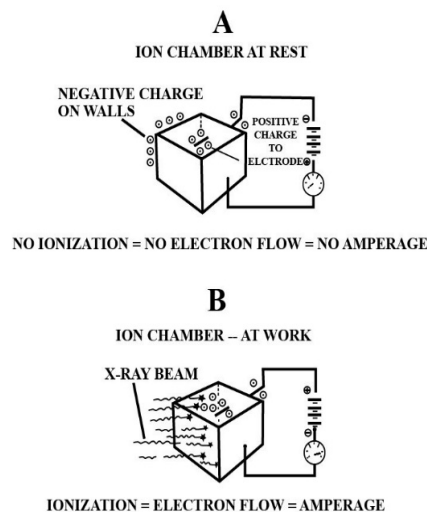 A
ION CHAMBER AT REST
NEGATIVE CHARGE
ON WALLS
POSITIVE
CHARGE
TO
ELCTRODE
NO IONIZATION = NO ELECTRON FLOW = NO AMPERAGE
B
ION CHAMBER -- AT WORK
X-RAY BEAM
IONIZATION = ELECTRON FLOW = AMPERAGE